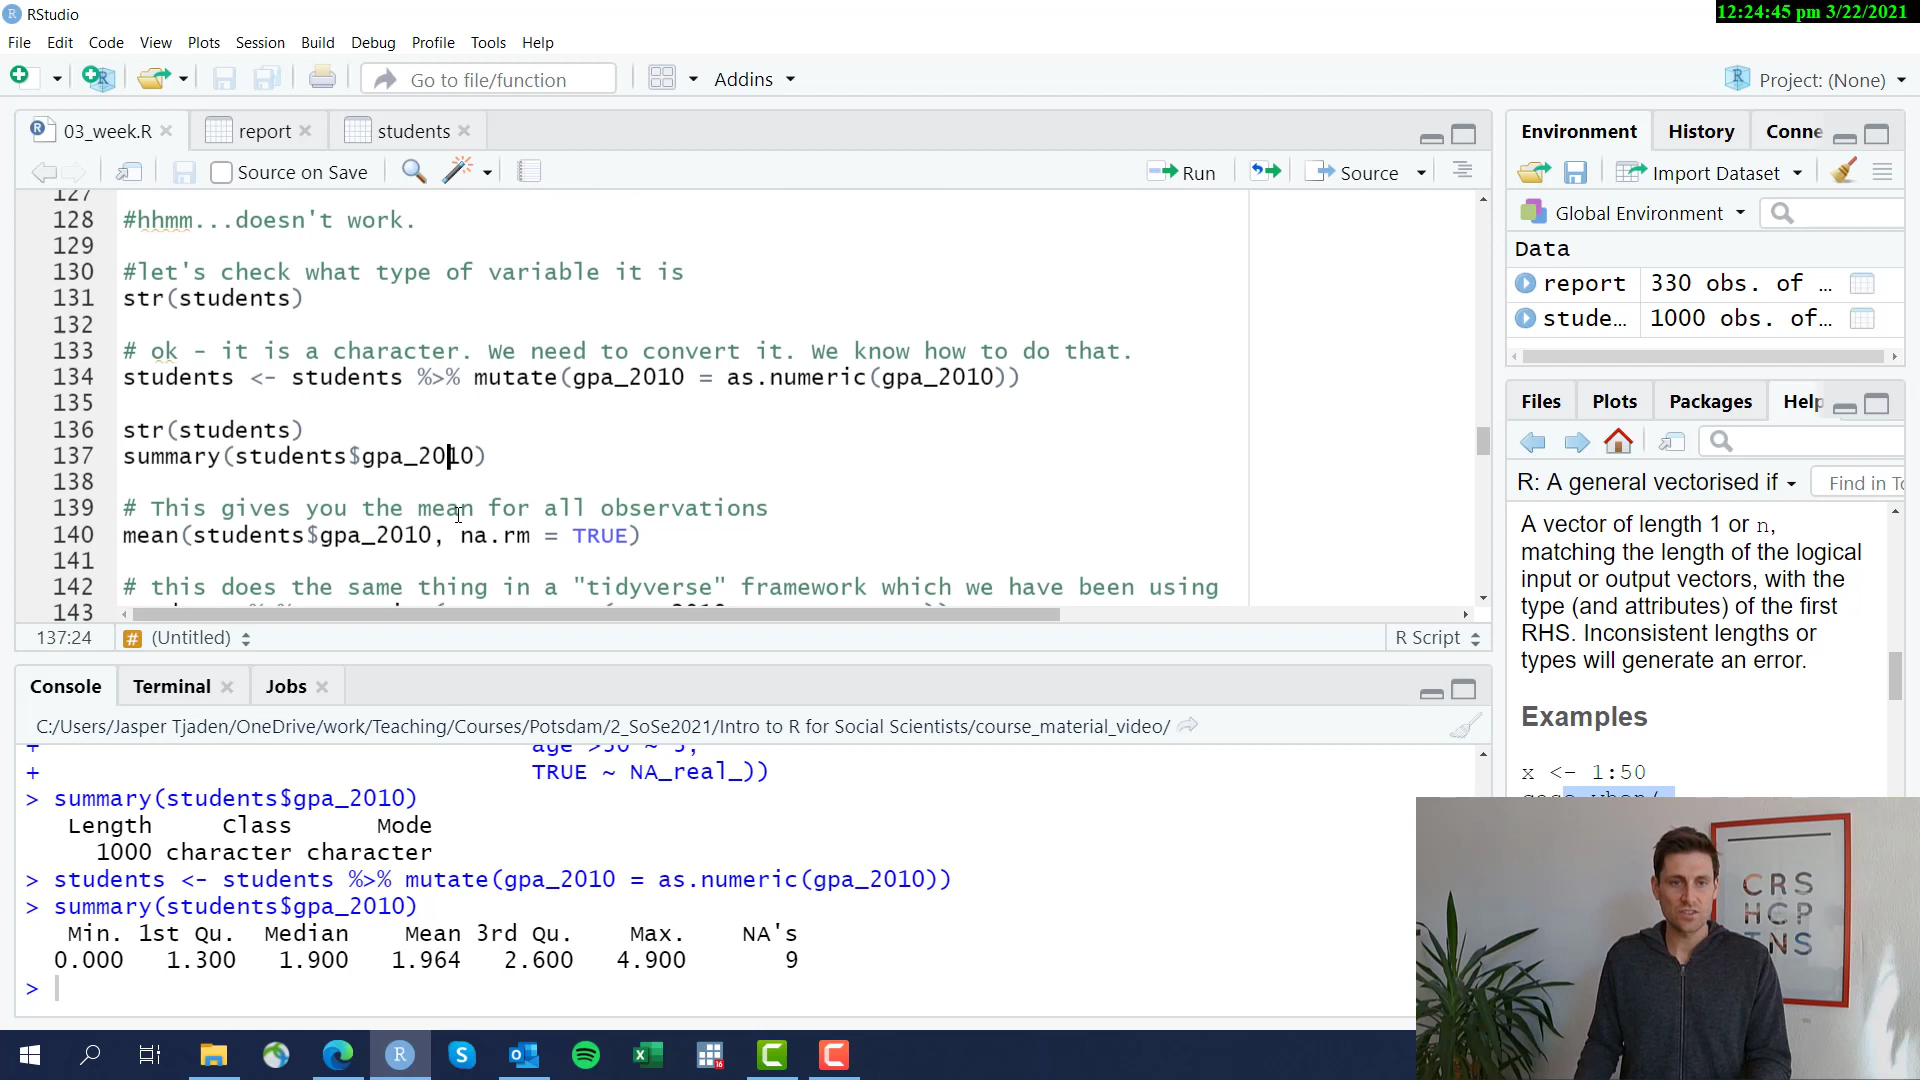 RStudio
12:24:45 pm 3/22/2021
File Edit Code View Plots Session Build Debug Profile Tools Help
Go to file/function
Addins
Project: (None)
03_week.R
report
students
Source on Save
Run
Source
127
128 #hhmm...doesn't work.
129
130 #let's check what type of variable it is
131 str(students)
132
133 # ok - it is a character. We need to convert it. We know how to do that.
134 students <- students %>% mutate(gpa_2010 = as.numeric(gpa_2010))
135
136 str(students)
137 summary(students$gpa_2010)
138
139 # This gives you the mean for all observations
140 mean(students$gpa_2010, na.rm = TRUE)
141
142 # this does the same thing in a "tidyverse" framework which we have been using
143
137:24
(Untitled)
R Script
Console Terminal Jobs
C:/Users/Jasper Tjaden/OneDrive/work/Teaching/Courses/Potsdam/2_SoSe2021/Intro to R for Social Scientists/course_material_video/
+ age >30 ~ 3,
+ TRUE ~ NA_real_))
> summary(students$gpa_2010)
Length Class Mode
1000 character character
> students <- students %>% mutate(gpa_2010 = as.numeric(gpa_2010))
> summary(students$gpa_2010)
Min. 1st Qu. Median Mean 3rd Qu. Max. NA's
0.000 1.300 1.900 1.964 2.600 4.900 9
>
Environment History Conne
Import Dataset
Global Environment
Data
report 330 obs. of ...
stude... 1000 obs. of...
Files Plots Packages Help
R: A general vectorised if
Find in To
A vector of length 1 or n,
matching the length of the logical
input or output vectors, with the
type (and attributes) of the first
RHS. Inconsistent lengths or
types will generate an error.
Examples
x <- 1:50
CRS
HCP
TNS